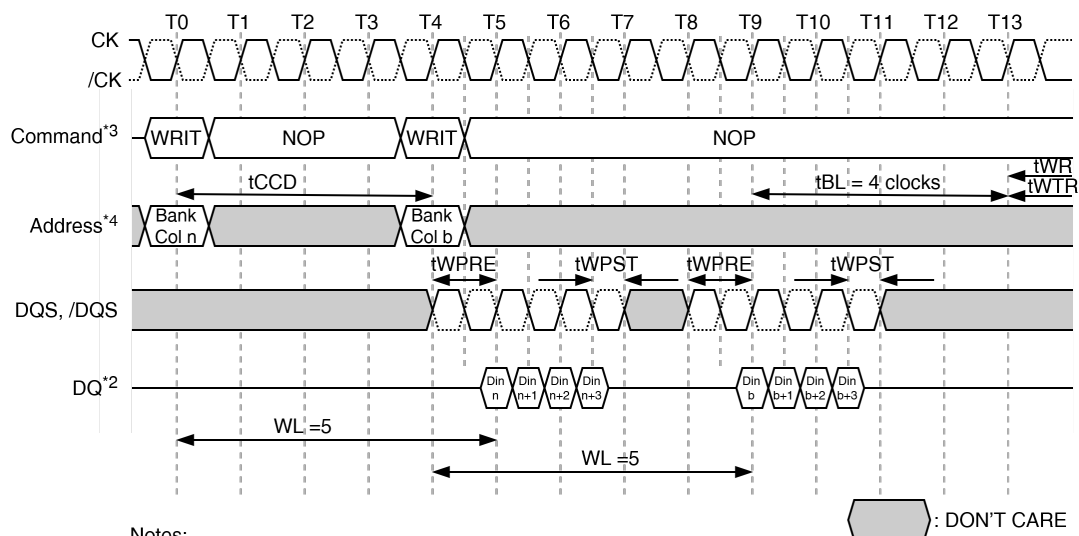 T0 T1 T2 T3 T4 T5 T6 T7 T8 T9 T10 T11 T12 T13
CK
/CK
Command*3 WRIT NOP WRIT NOP
tWR
tCCD tBL = 4 clocks
tWTR
Address*4 Bank Col n Bank Col b
tWPRE tWPST tWPRE tWPST
DQS, /DQS
DQ*2 Din n Din n+1 Din n+2 Din n+3 Din b Din b+1 Din b+2 Din b+3
WL =5
WL =5
: DON'T CARE
Notes: